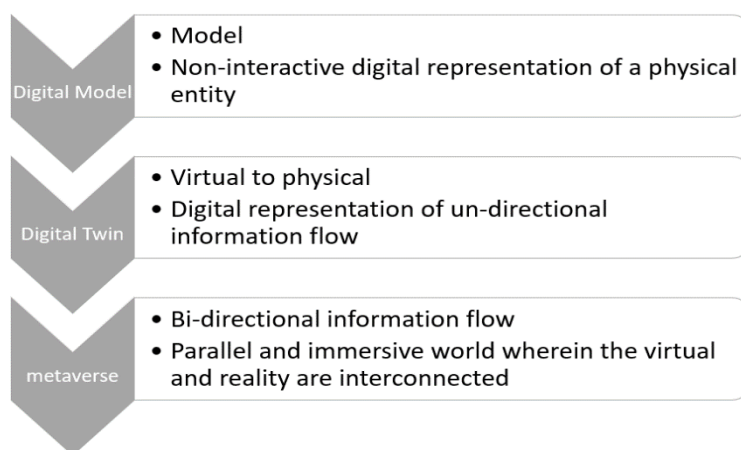 Digital Model
• Model
• Non-interactive digital representation of a physical
entity
Digital Twin
• Virtual to physical
• Digital representation of un-directional
information flow
metaverse
• Bi-directional information flow
• Parallel and immersive world wherein the virtual
and reality are interconnected